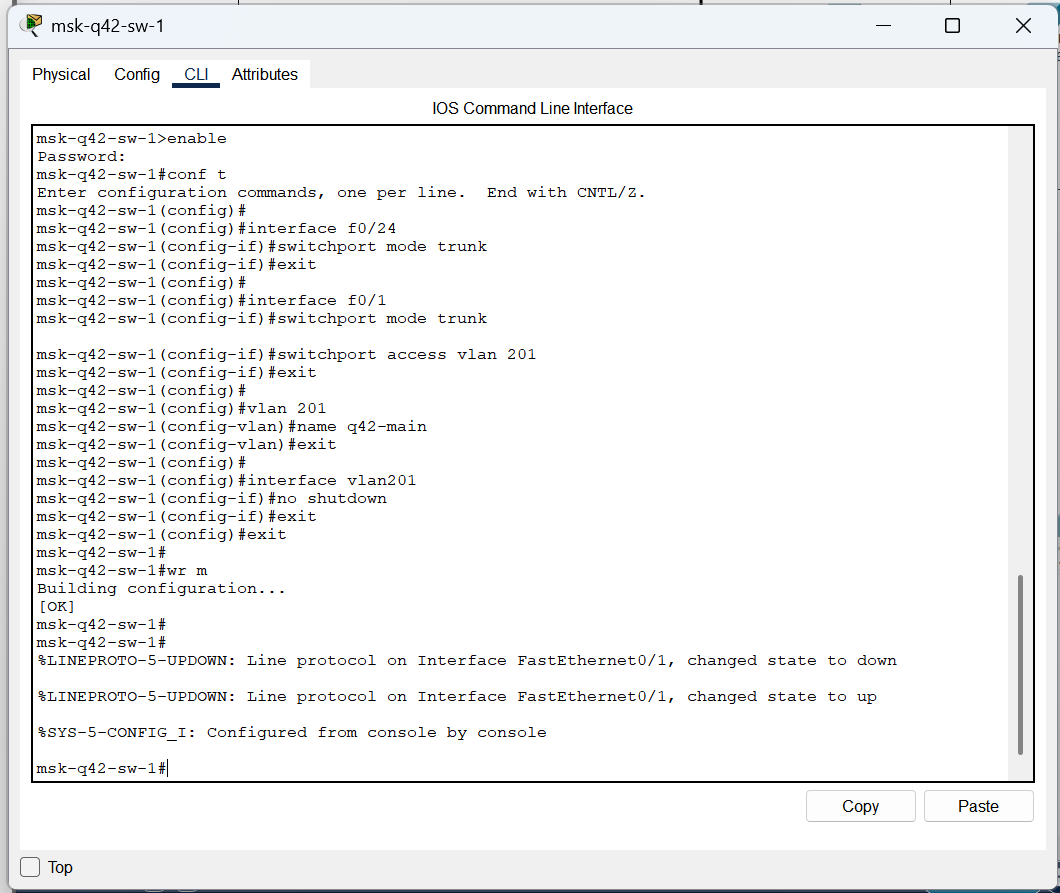 msk-q42-sw-1
Physical Config CLI Attributes
IOS Command Line Interface
msk-q42-sw-1>enable
Password:
msk-q42-sw-1#conf t
Enter configuration commands, one per line.  End with CNTL/Z.
msk-q42-sw-1(config)#
msk-q42-sw-1(config)#interface f0/24
msk-q42-sw-1(config-if)#switchport mode trunk
msk-q42-sw-1(config-if)#exit
msk-q42-sw-1(config)#
msk-q42-sw-1(config)#interface f0/1
msk-q42-sw-1(config-if)#switchport mode trunk
msk-q42-sw-1(config-if)#switchport access vlan 201
msk-q42-sw-1(config-if)#exit
msk-q42-sw-1(config)#
msk-q42-sw-1(config)#vlan 201
msk-q42-sw-1(config-vlan)#name q42-main
msk-q42-sw-1(config-vlan)#exit
msk-q42-sw-1(config)#
msk-q42-sw-1(config)#interface vlan201
msk-q42-sw-1(config-if)#no shutdown
msk-q42-sw-1(config-if)#exit
msk-q42-sw-1(config)#exit
msk-q42-sw-1#
msk-q42-sw-1#wr m
Building configuration...
[OK]
msk-q42-sw-1#
msk-q42-sw-1#
%LINEPROTO-5-UPDOWN: Line protocol on Interface FastEthernet0/1, changed state to down
%LINEPROTO-5-UPDOWN: Line protocol on Interface FastEthernet0/1, changed state to up
%SYS-5-CONFIG_I: Configured from console by console
msk-q42-sw-1#
Copy Paste
Top